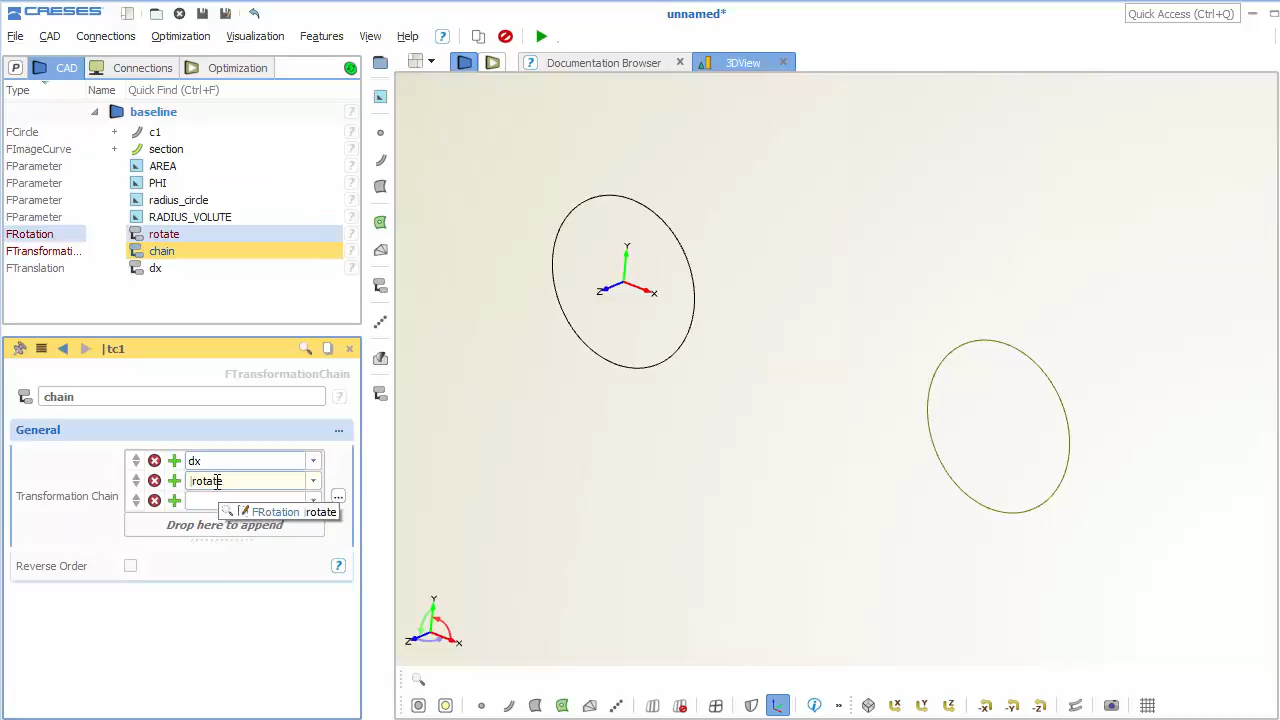 CAESES
unnamed*
Quick Access (Ctrl+Q)
File CAD Connections Optimization Visualization Features View Help ?
P CAD Connections Optimization
? Documentation Browser 3DView
Type Name Quick Find (Ctrl+F)
baseline ?
FCircle + c1 ?
FImageCurve + section ?
FParameter AREA ?
FParameter PHI ?
FParameter radius_circle ?
FParameter RADIUS_VOLUTE ?
FRotation rotate ?
FTransformati... chain ?
FTranslation dx ?
Y
Z
X
|tc1
FTransformationChain
chain ?
General ...
dx
Transformation Chain
|rotate
...
FRotation |rotate
Drop here to append
Reverse Order ?
Y
Z
X
i » X Y Z -X -Y -Z